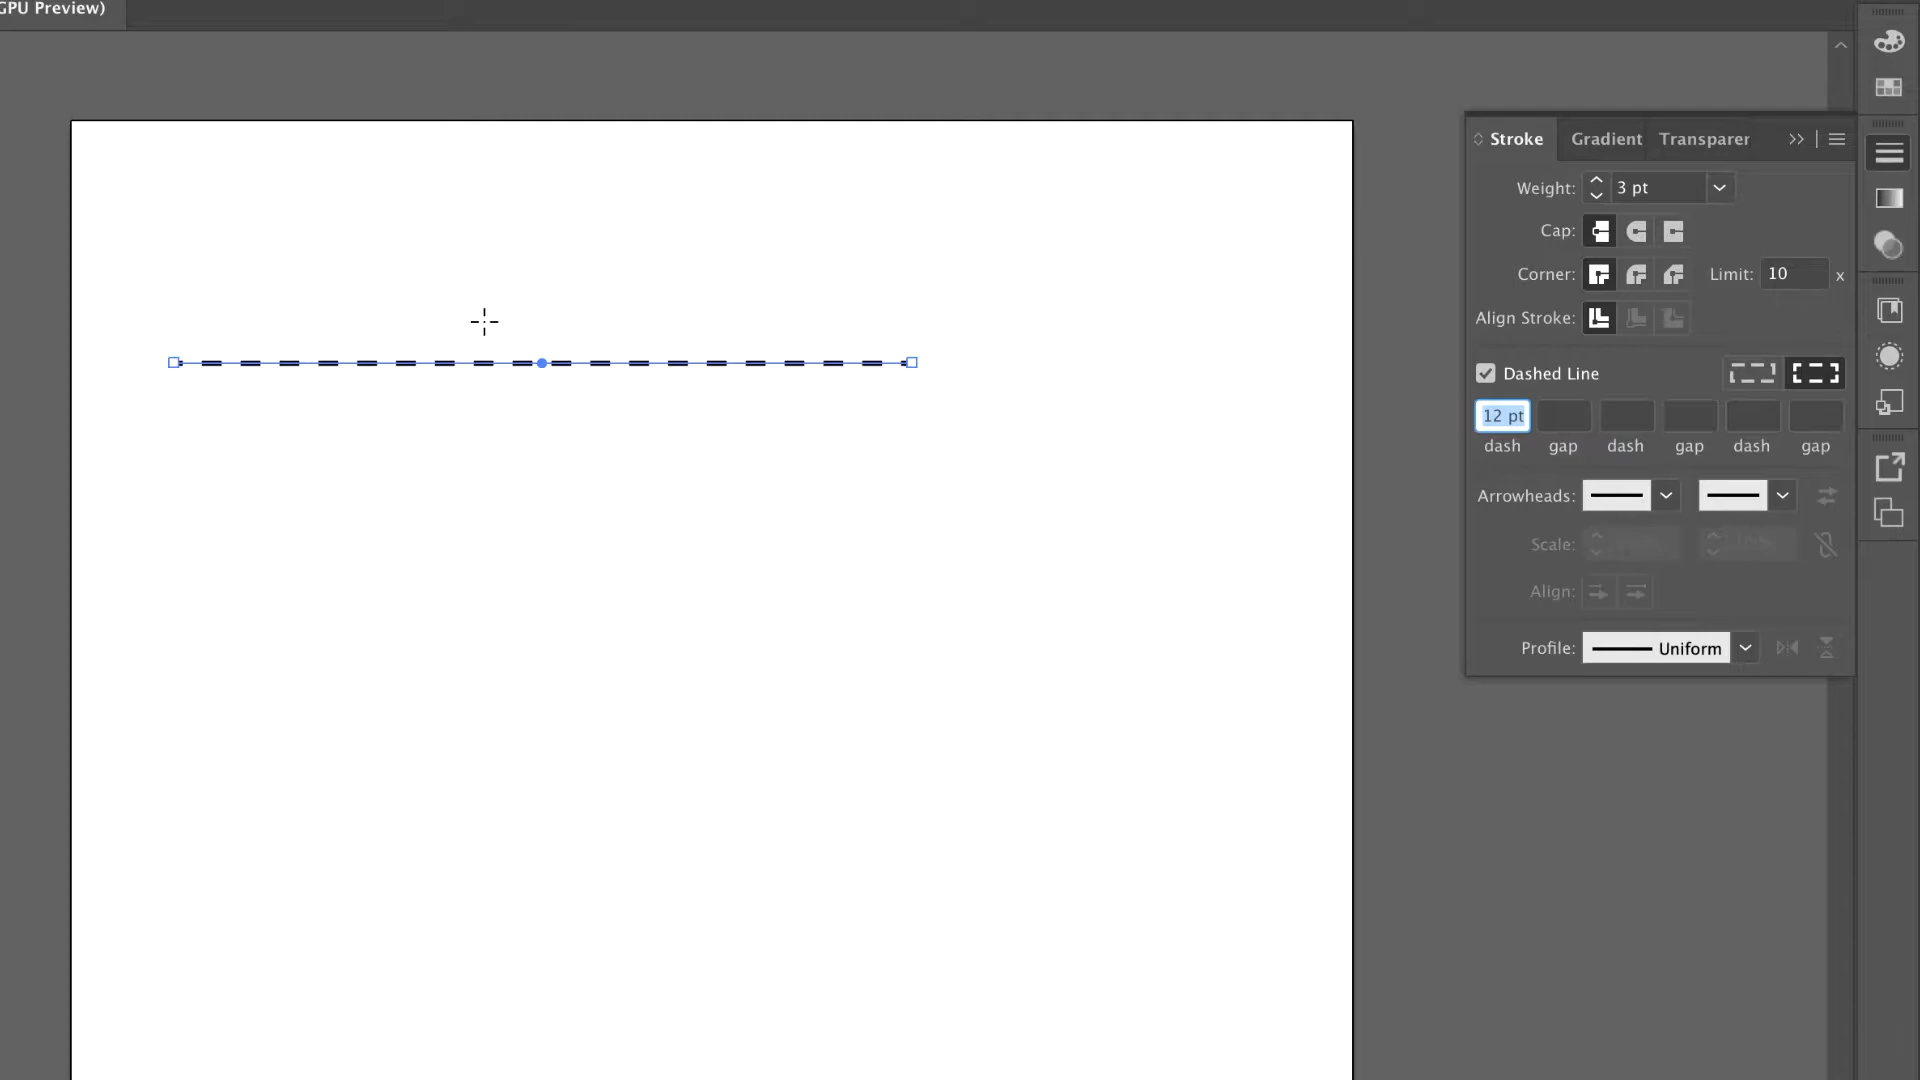 GPU Preview)
Stroke Gradient Transparer
Weight: 3 pt
Cap:
Corner: Limit: 10 x
Align Stroke:
Dashed Line
12 pt
dash gap dash gap dash gap
Arrowheads:
Scale:
Align:
Profile: Uniform